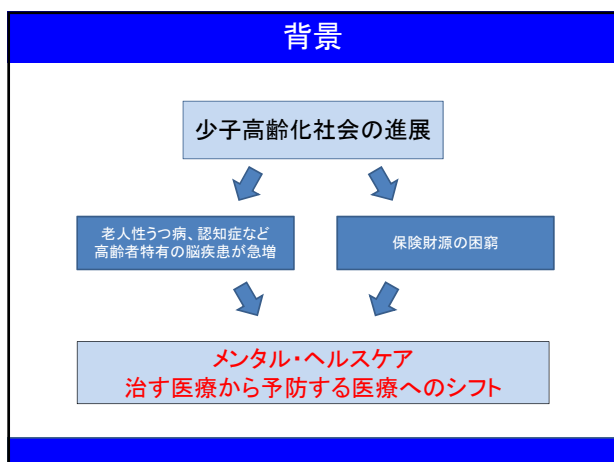 背景
少子高齢化社会の進展
老人性うつ病、認知症など
高齢者特有の脳疾患が急増
保険財源の困窮
メンタル・ヘルスケア
治す医療から予防する医療へのシフト